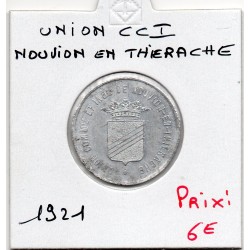 UNION CCI
NOUVION EN THIERACHE
1921
PRIX:
6€